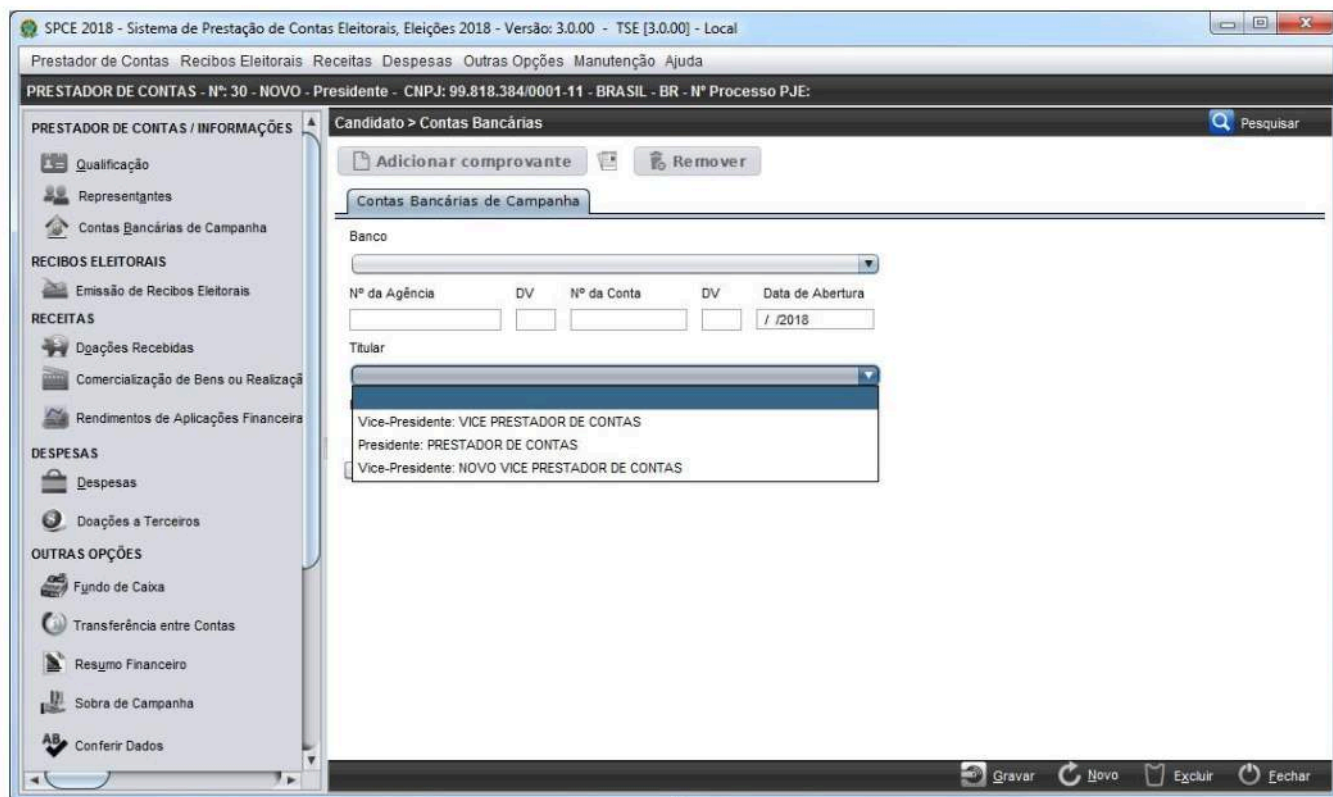 SPCE 2018 - Sistema de Prestação de Contas Eleitorais, Eleições 2018 - Versão: 3.0.00 - TSE [3.0.00] - Local
Prestador de Contas Recibos Eleitorais Receitas Despesas Outras Opções Manutenção Ajuda
PRESTADOR DE CONTAS - Nº: 30 - NOVO - Presidente - CNPJ: 99.818.384/0001-11 - BRASIL - BR - Nº Processo PJE:
PRESTADOR DE CONTAS / INFORMAÇÕES
Qualificação
Representantes
Contas Bancárias de Campanha
RECIBOS ELEITORAIS
Emissão de Recibos Eleitorais
RECEITAS
Doações Recebidas
Comercialização de Bens ou Realizaçã
Rendimentos de Aplicações Financeira
DESPESAS
Despesas
Doações a Terceiros
OUTRAS OPÇÕES
Fundo de Caixa
Transferência entre Contas
Resumo Financeiro
Sobra de Campanha
Conferir Dados
Candidato > Contas Bancárias
Pesquisar
Adicionar comprovante Remover
Contas Bancárias de Campanha
Banco
Nº da Agência DV Nº da Conta DV Data de Abertura
/ /2018
Titular
Vice-Presidente: VICE PRESTADOR DE CONTAS
Presidente: PRESTADOR DE CONTAS
Vice-Presidente: NOVO VICE PRESTADOR DE CONTAS
Gravar Novo Excluir Fechar